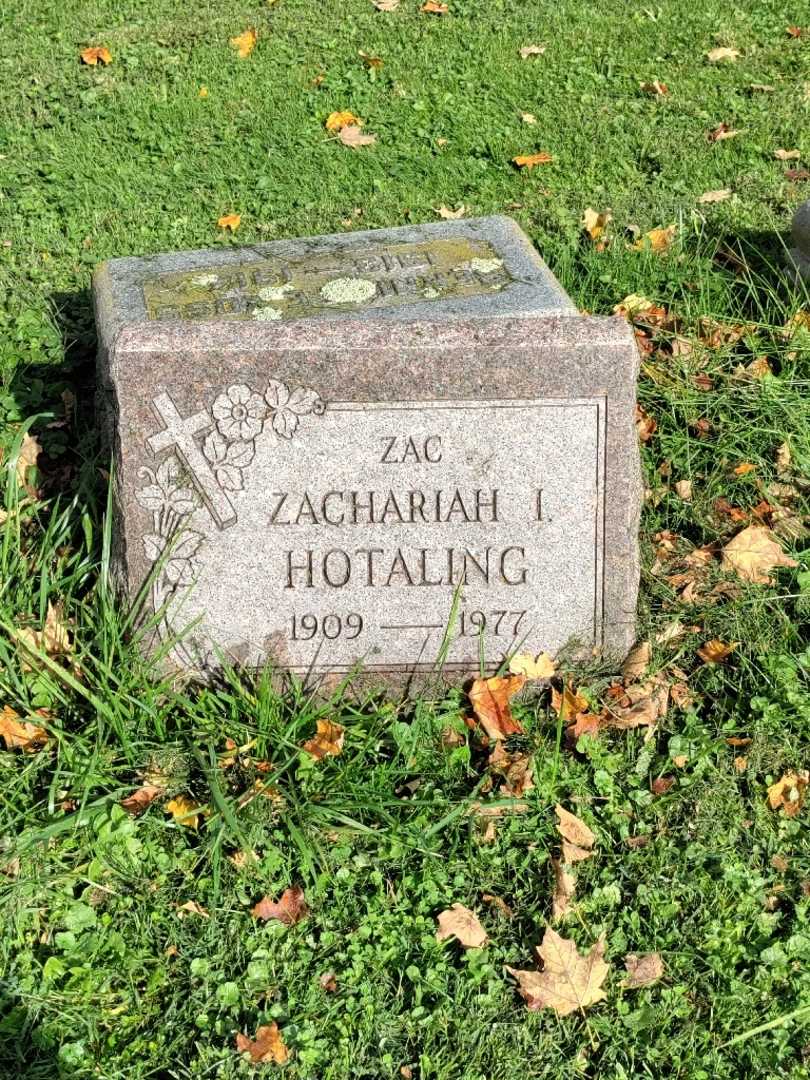 ZAC
ZACHARIAH I.
HOTALING
1909 — 1977